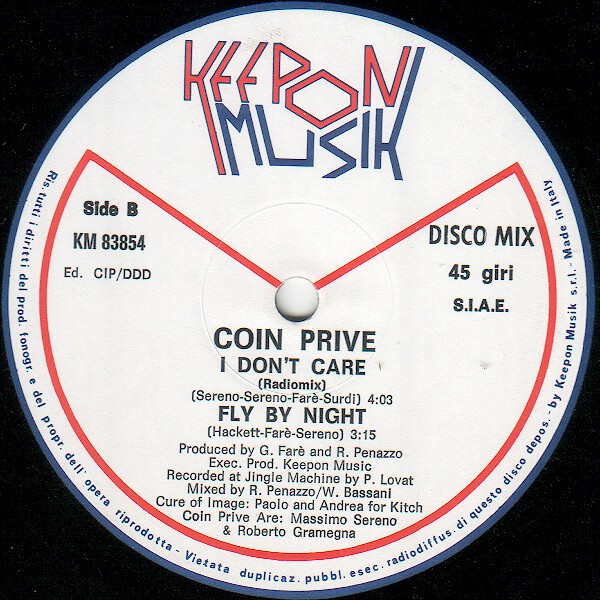 KEEPON
MUSIK
Side B
KM 83854
Ed. CIP/DDD
DISCO MIX
45 giri
S.I.A.E.
COIN PRIVE
I DON'T CARE
(Radiomix)
(Sereno-Sereno-Farè-Surdi) 4:03
FLY BY NIGHT
(Hackett-Farè-Sereno) 3:15
Produced by G. Farè and R. Penazzo
Exec. Prod. Keepon Music
Recorded at Jingle Machine by P. Lovat
Mixed by R. Penazzo/W. Bassani
Cure of Image: Paolo and Andrea for Kitch
Coin Prive Are: Massimo Sereno
& Roberto Gramegna
Ris. tutti i diritti del prod. fonogr. e del propr. dell' opera riprodotta - Vietata duplicaz. pubbl. esec. radiodiffus. di questo disco depos. - by Keepon Musik s.r.l. - Made in Italy